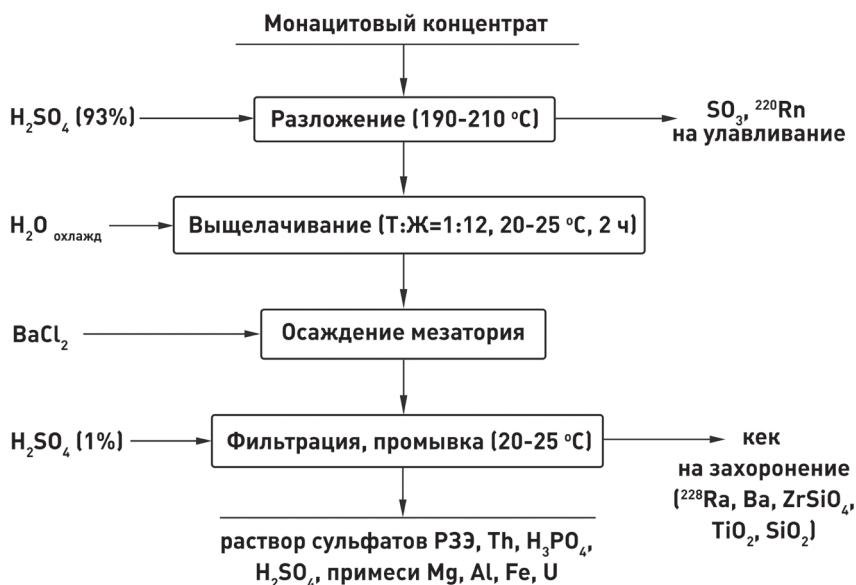 Монацитовый концентрат
H₂SO₄ (93%)
Разложение (190-210 °C)
SO₃, ²²⁰Rn
на улавливание
H₂O охлажд
Выщелачивание (Т:Ж=1:12, 20-25 °C, 2 ч)
BaCl₂
Осаждение мезатория
H₂SO₄ (1%)
Фильтрация, промывка (20-25 °C)
кек
на захоронение
(²²⁸Ra, Ba, ZrSiO₄,
TiO₂, SiO₂)
раствор сульфатов РЗЭ, Th, H₃PO₄,
H₂SO₄, примеси Mg, Al, Fe, U